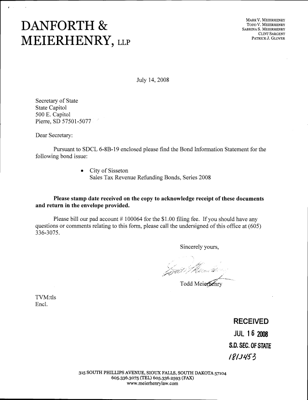 DANFORTH &
MEIERHENRY, LLP
MARK V. MEIERHENRY
TODD V. MEIERHENRY
SABRINA S. MEIERHENRY
CLINT SARGENT
PATRICK J. GLOVER
July 14, 2008
Secretary of State
State Capitol
500 E. Capitol
Pierre, SD 57501-5077
Dear Secretary:
Pursuant to SDCL 6-8B-19 enclosed please find the Bond Information Statement for the
following bond issue:
• City of Sisseton
Sales Tax Revenue Refunding Bonds, Series 2008
Please stamp date received on the copy to acknowledge receipt of these documents
and return in the envelope provided.
Please bill our pad account # 100064 for the $1.00 filing fee. If you should have any
questions or comments relating to this form, please call the undersigned of this office at (605)
336-3075.
Sincerely yours,
Todd Meierhenry
TVM:tls
Encl.
RECEIVED
JUL 16 2008
S.D. SEC. OF STATE
1813453
315 SOUTH PHILLIPS AVENUE, SIOUX FALLS, SOUTH DAKOTA 57104
605.336.3075 (TEL) 605.336.2593 (FAX)
www.meierhenrylaw.com